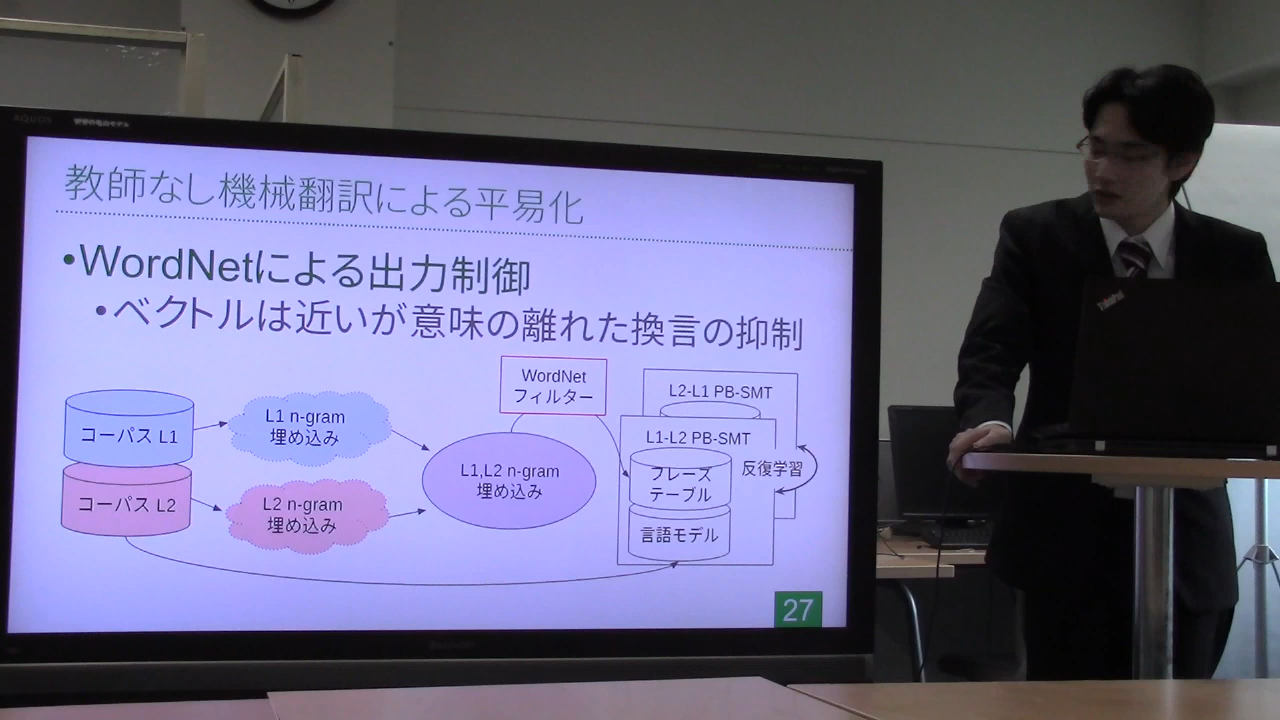 AQUOS
教師なし機械翻訳による平易化
•WordNetによる出力制御
•ベクトルは近いが意味の離れた換言の抑制
WordNet
フィルター
L2-L1 PB-SMT
コーパス L1
L1 n-gram
埋め込み
L1-L2 PB-SMT
L1,L2 n-gram
埋め込み
フレーズ
テーブル
反復学習
コーパス L2
L2 n-gram
埋め込み
言語モデル
27
ThinkPad